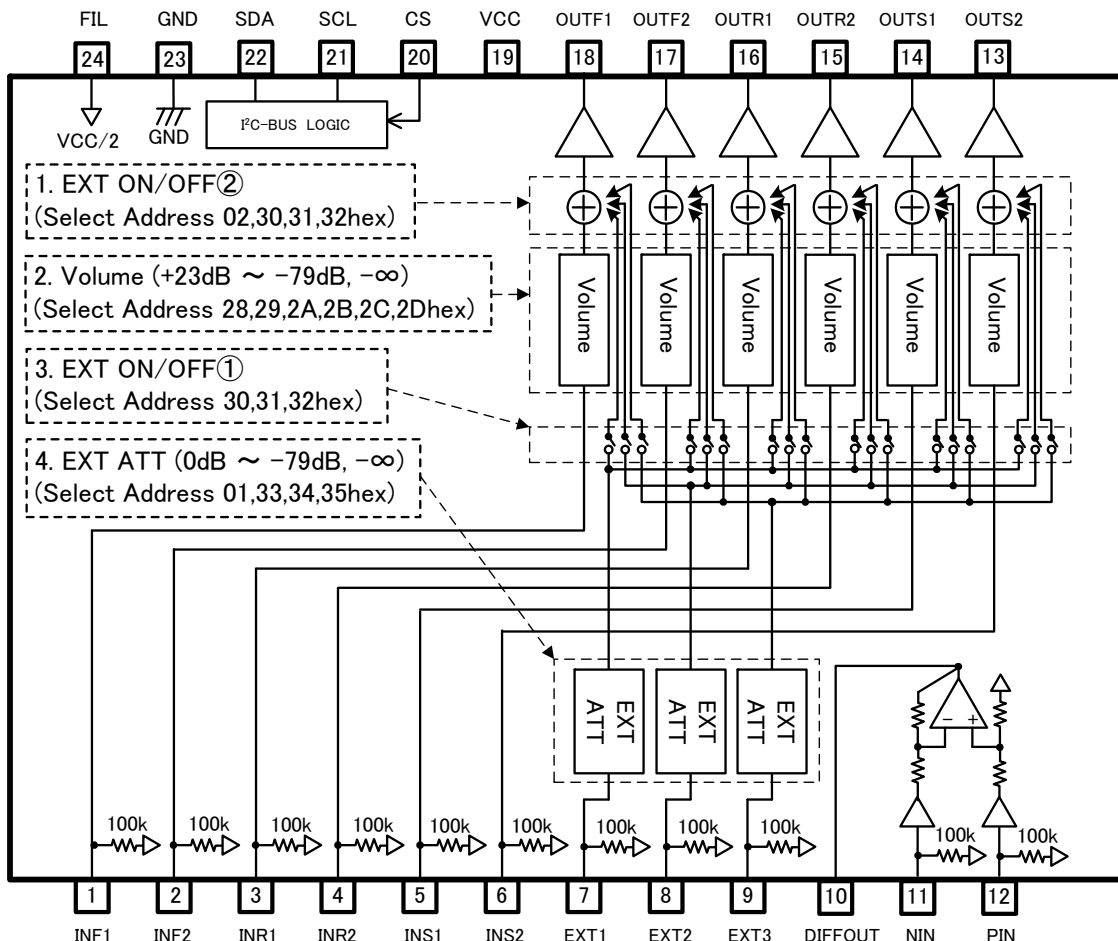 FIL GND SDA SCL CS VCC OUTF1 OUTF2 OUTR1 OUTR2 OUTS1 OUTS2
24 23 22 21 20 19 18 17 16 15 14 13
VCC/2
GND
I²C-BUS LOGIC
1. EXT ON/OFF②
(Select Address 02,30,31,32hex)
2. Volume (+23dB ～ −79dB, −∞)
(Select Address 28,29,2A,2B,2C,2Dhex)
Volume Volume Volume Volume Volume Volume
3. EXT ON/OFF①
(Select Address 30,31,32hex)
4. EXT ATT (0dB ～ −79dB, −∞)
(Select Address 01,33,34,35hex)
EXT ATT EXT ATT EXT ATT
− +
100k 100k 100k 100k 100k 100k 100k 100k 100k 100k 100k
1 2 3 4 5 6 7 8 9 10 11 12
INF1 INF2 INR1 INR2 INS1 INS2 EXT1 EXT2 EXT3 DIFFOUT NIN PIN